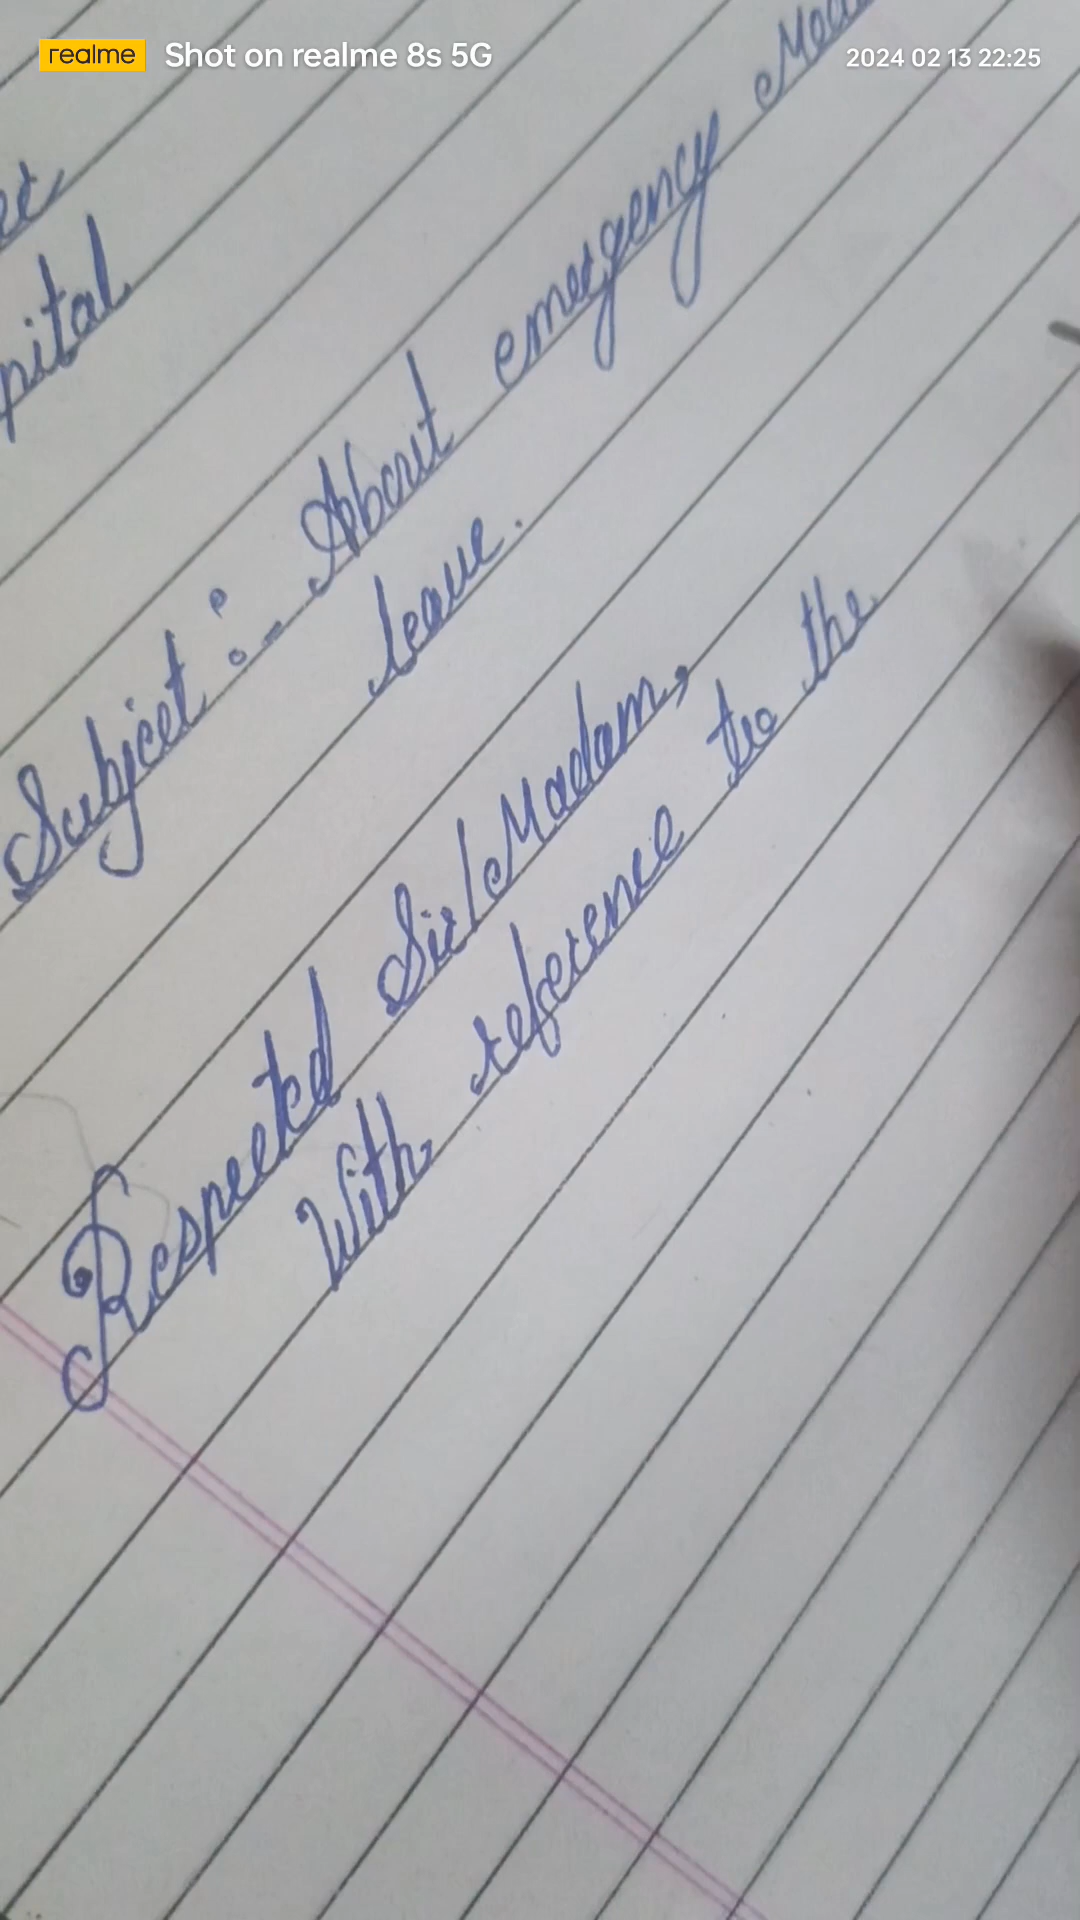 realme Shot on realme 8s 5G
2024 02 13 22:25
pital
Subject :- About emergency
leave.
Respected Sir/Madam,
With reference to the